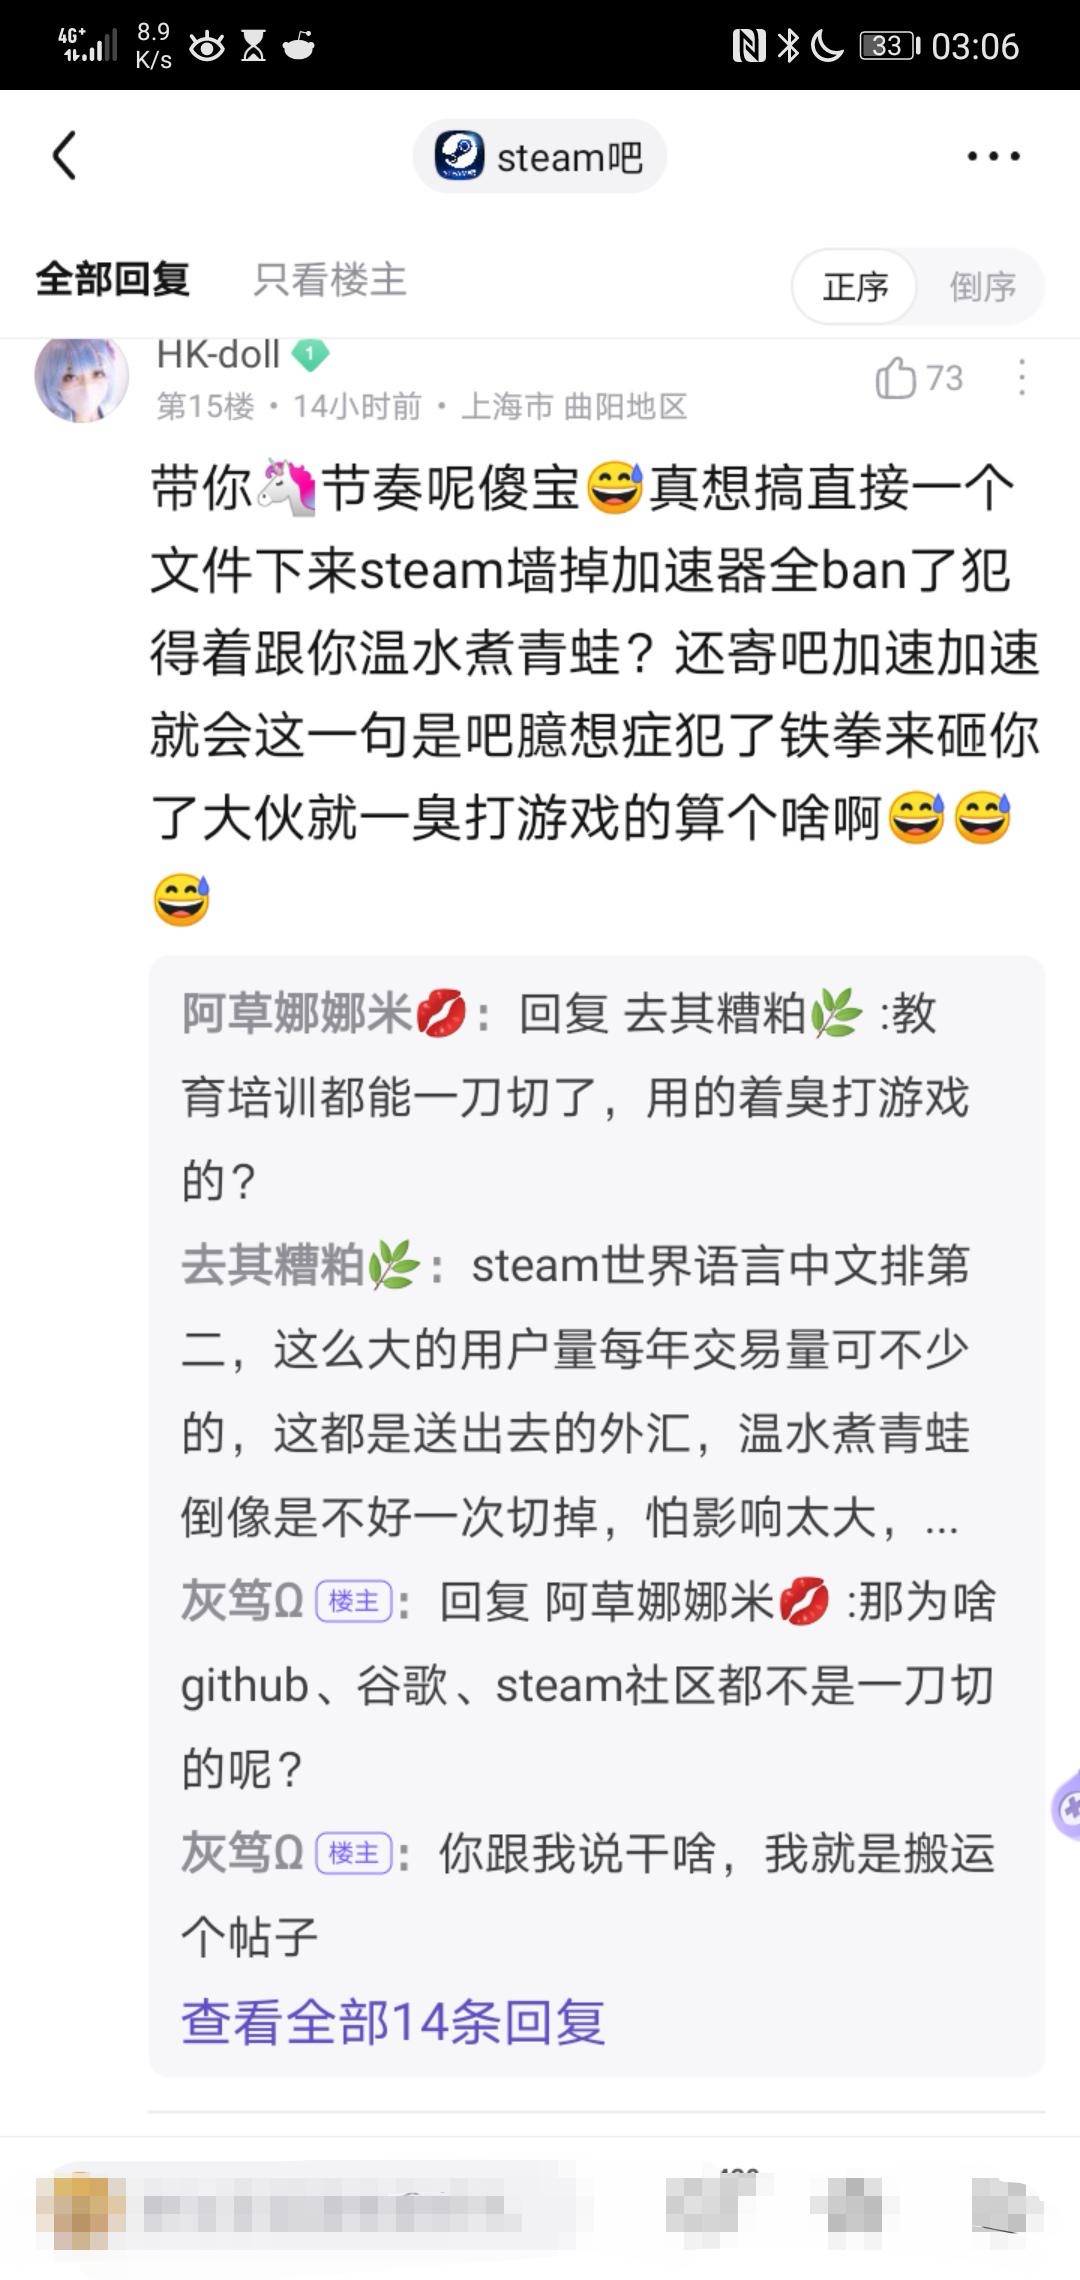 4G+
8.9
K/s
33
03:06
steam吧
全部回复
只看楼主
正序
倒序
HK-doll
1
73
第15楼・14小时前・上海市 曲阳地区
带你🦄节奏呢傻宝😅真想搞直接一个
文件下来steam墙掉加速器全ban了犯
得着跟你温水煮青蛙？还寄吧加速加速
就会这一句是吧臆想症犯了铁拳来砸你
了大伙就一臭打游戏的算个啥啊😅😅
😅
阿草娜娜米💋：回复 去其糟粕🌿 :教
育培训都能一刀切了，用的着臭打游戏
的？
去其糟粕🌿：steam世界语言中文排第
二，这么大的用户量每年交易量可不少
的，这都是送出去的外汇，温水煮青蛙
倒像是不好一次切掉，怕影响太大，...
灰笃Ω 楼主：回复 阿草娜娜米💋 :那为啥
github、谷歌、steam社区都不是一刀切
的呢？
灰笃Ω 楼主：你跟我说干啥，我就是搬运
个帖子
查看全部14条回复